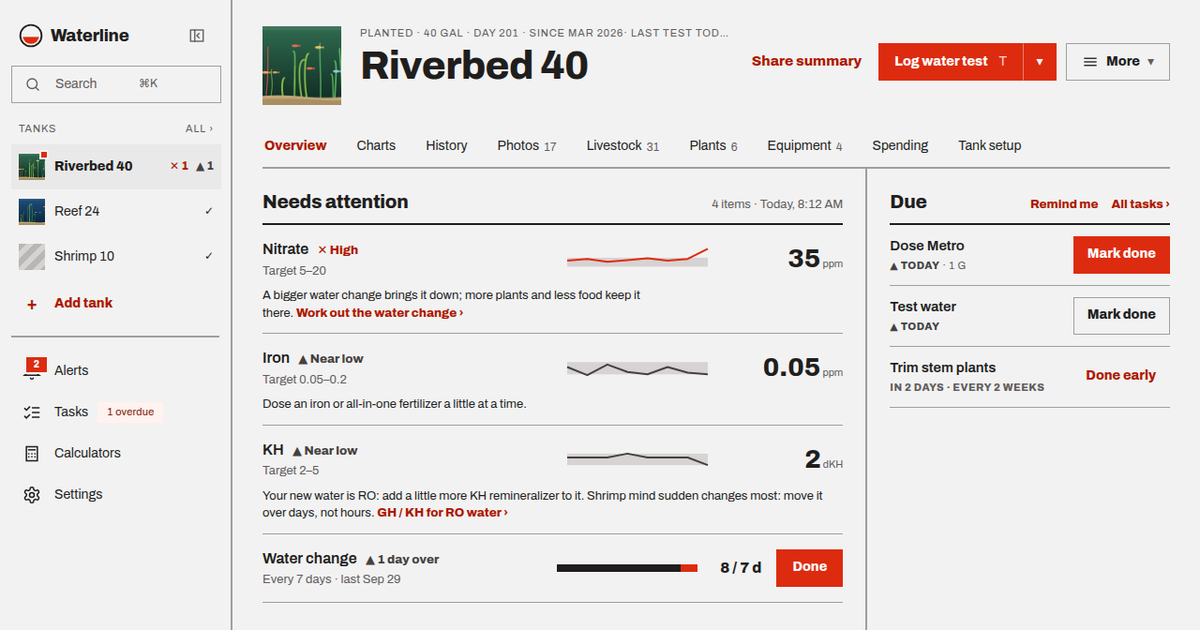 Waterline
Search ⌘K
TANKS ALL ›
Riverbed 40 ✕ 1 ▲ 1
Reef 24 ✓
Shrimp 10 ✓
+ Add tank
2 Alerts
Tasks 1 overdue
Calculators
Settings
PLANTED · 40 GAL · DAY 201 · SINCE MAR 2026· LAST TEST TOD…
Riverbed 40
Share summary
Log water test T ▼
More ▼
Overview Charts History Photos 17 Livestock 31 Plants 6 Equipment 4 Spending Tank setup
Needs attention
4 items · Today, 8:12 AM
Nitrate ✕ High
Target 5–20
35 ppm
A bigger water change brings it down; more plants and less food keep it
there. Work out the water change ›
Iron ▲ Near low
Target 0.05–0.2
0.05 ppm
Dose an iron or all-in-one fertilizer a little at a time.
KH ▲ Near low
Target 2–5
2 dKH
Your new water is RO: add a little more KH remineralizer to it. Shrimp mind sudden changes most: move it
over days, not hours. GH / KH for RO water ›
Water change ▲ 1 day over
Every 7 days · last Sep 29
8 / 7 d
Done
Due
Remind me All tasks ›
Dose Metro
▲ TODAY · 1 G
Mark done
Test water
▲ TODAY
Mark done
Trim stem plants
IN 2 DAYS · EVERY 2 WEEKS
Done early